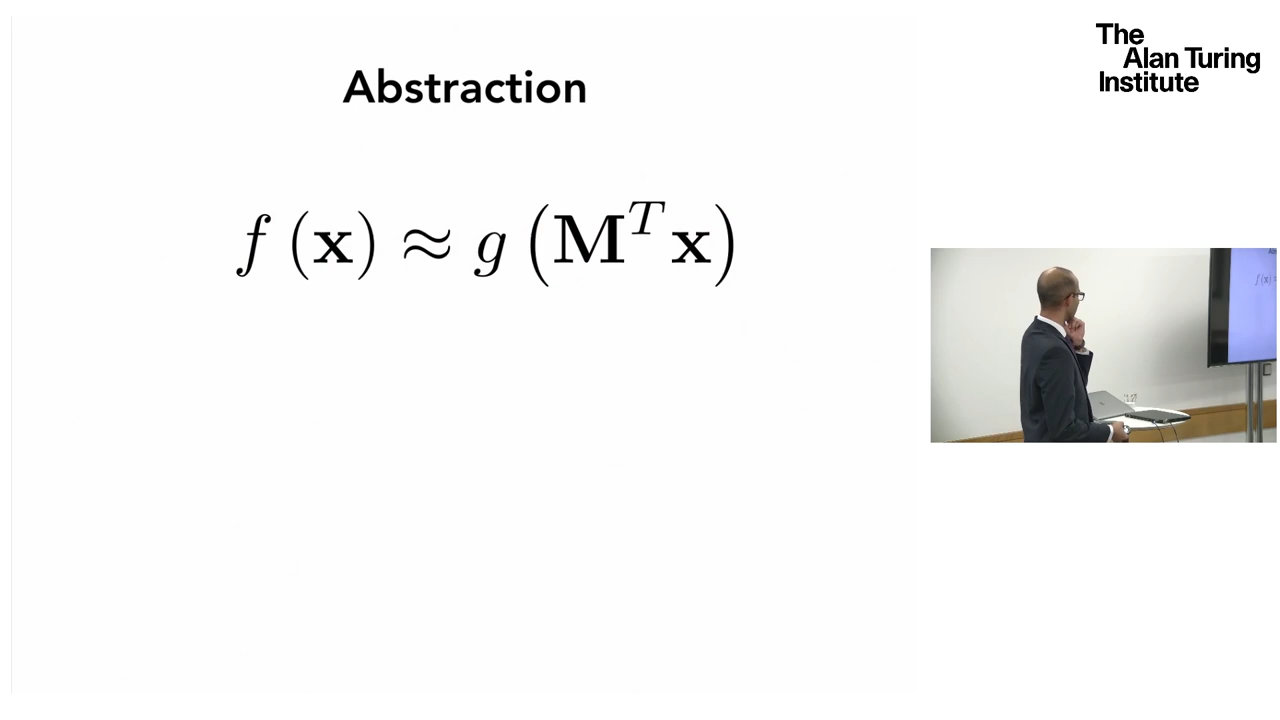 Abstraction
f (x) ≈ g (M^T x)
The
Alan Turing
Institute